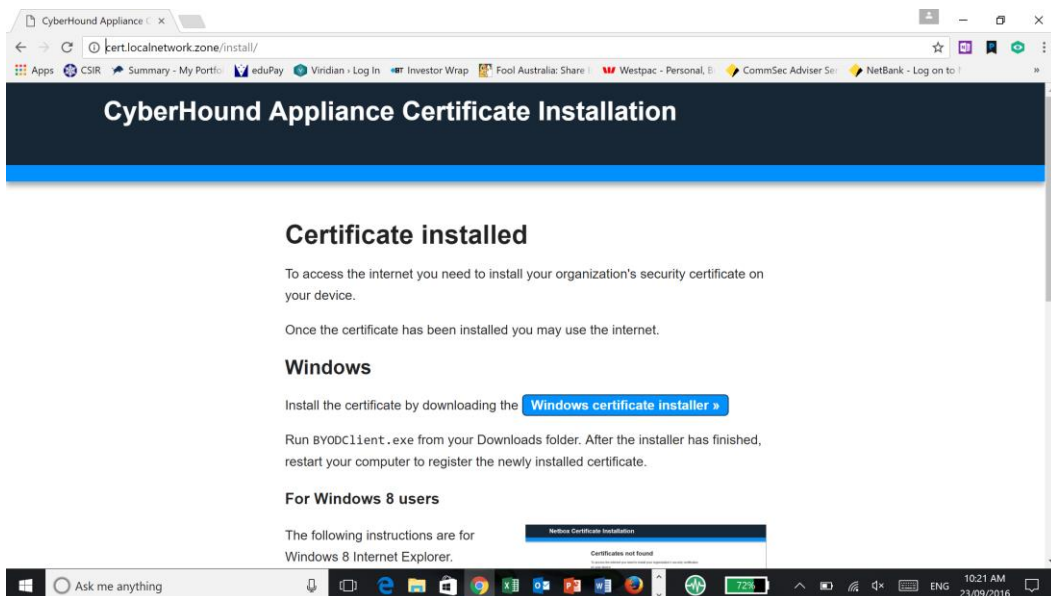 CyberHound Appliance C
cert.localnetwork.zone/install/
Apps CSIR Summary - My Portfo eduPay Viridian › Log In BT Investor Wrap Fool Australia: Share I Westpac - Personal, B CommSec Adviser Ser NetBank - Log on to N »
CyberHound Appliance Certificate Installation
Certificate installed
To access the internet you need to install your organization's security certificate on
your device.
Once the certificate has been installed you may use the internet.
Windows
Install the certificate by downloading the Windows certificate installer »
Run BYODClient.exe from your Downloads folder. After the installer has finished,
restart your computer to register the newly installed certificate.
For Windows 8 users
The following instructions are for
Windows 8 Internet Explorer.
Netbox Certificate Installation
Certificates not found
Ask me anything
72%
ENG
10:21 AM
23/09/2016